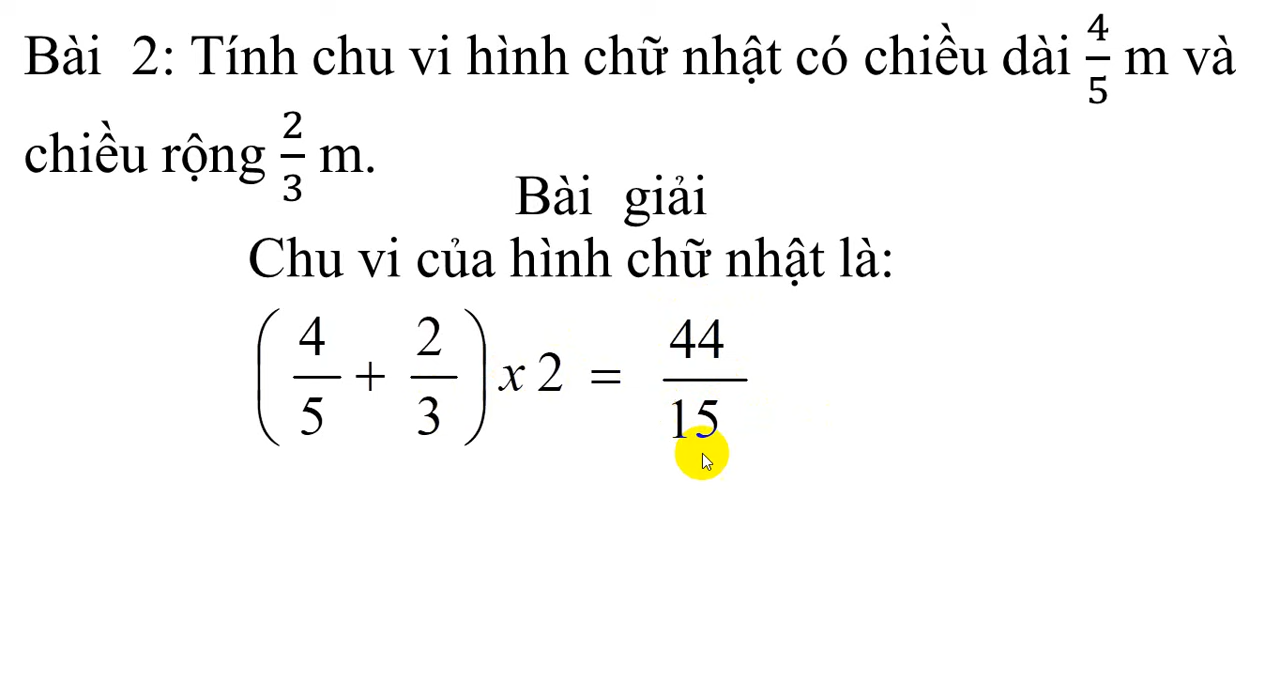 Bài 2: Tính chu vi hình chữ nhật có chiều dài 4/5 m và
chiều rộng 2/3 m.
Bài giải
Chu vi của hình chữ nhật là:
(4/5 + 2/3) x 2 = 44/15